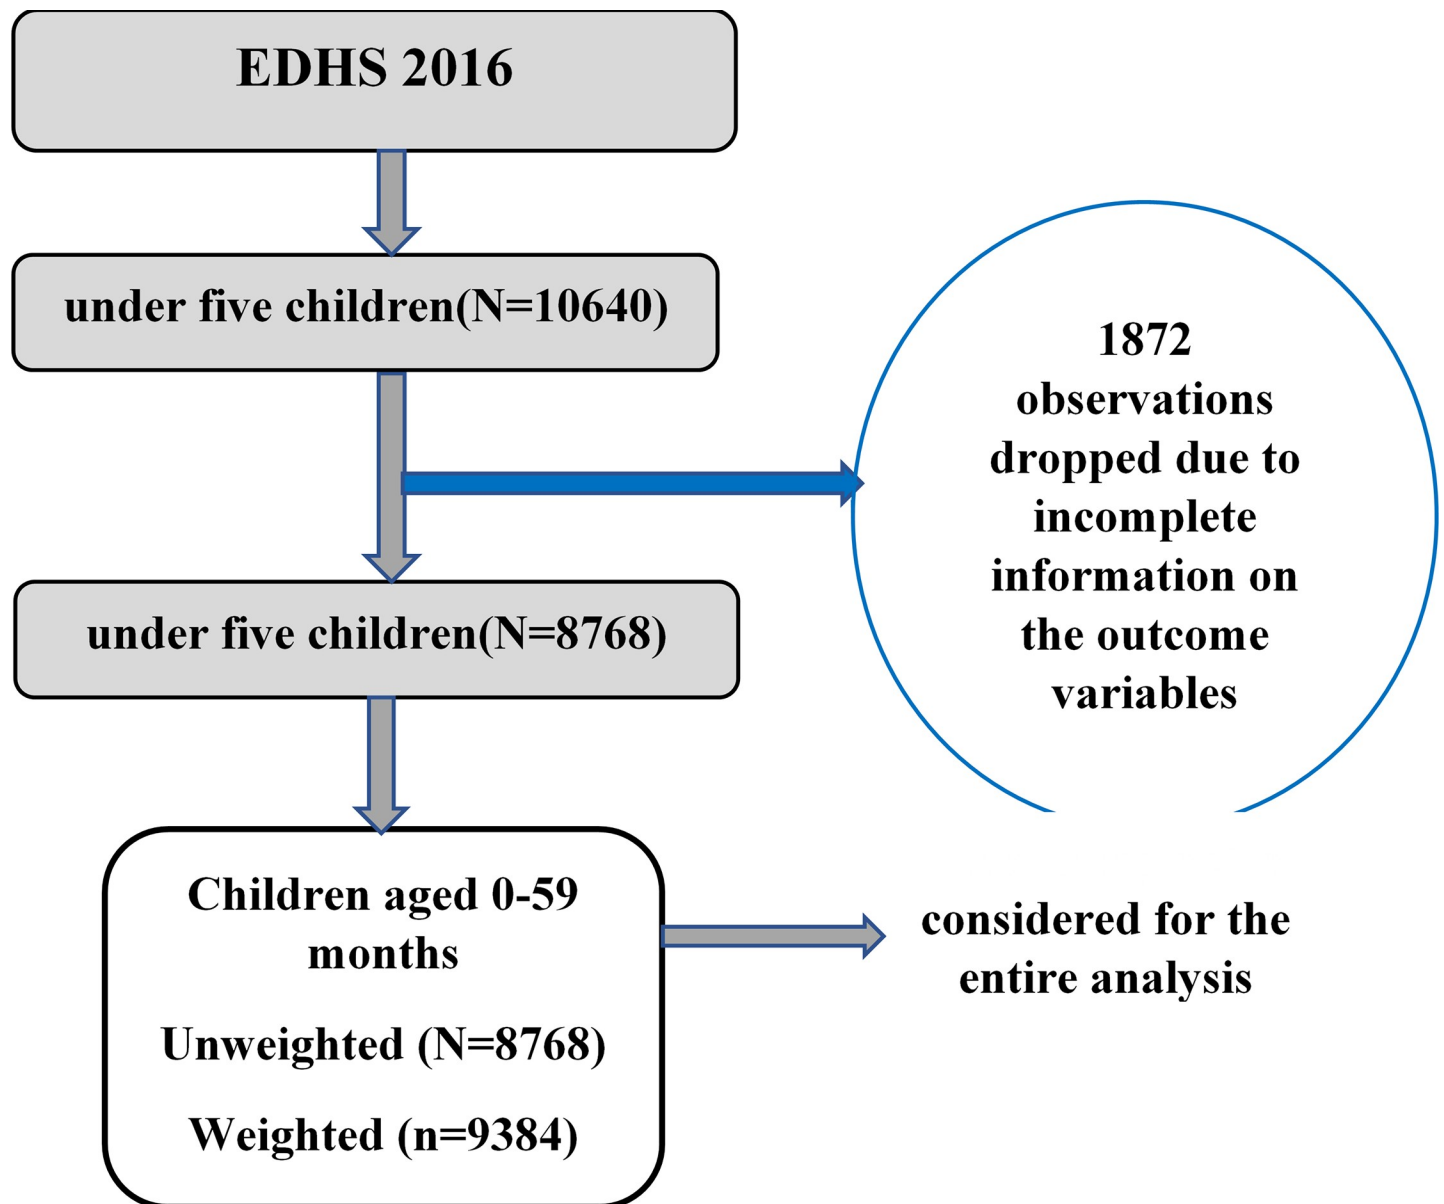 EDHS 2016
under five children(N=10640)
1872
observations
dropped due to
incomplete
information on
the outcome
variables
under five children(N=8768)
Children aged 0-59
months
Unweighted (N=8768)
Weighted (n=9384)
considered for the
entire analysis